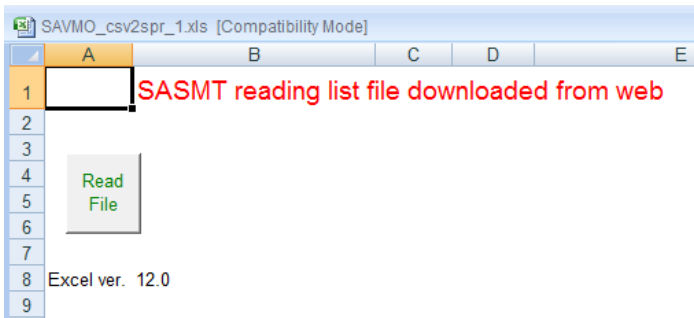 SAVMO_csv2spr_1.xls [Compatibility Mode]
A B C D E
1 SASMT reading list file downloaded from web
2
3
4 Read
5 File
6
7
8 Excel ver. 12.0
9